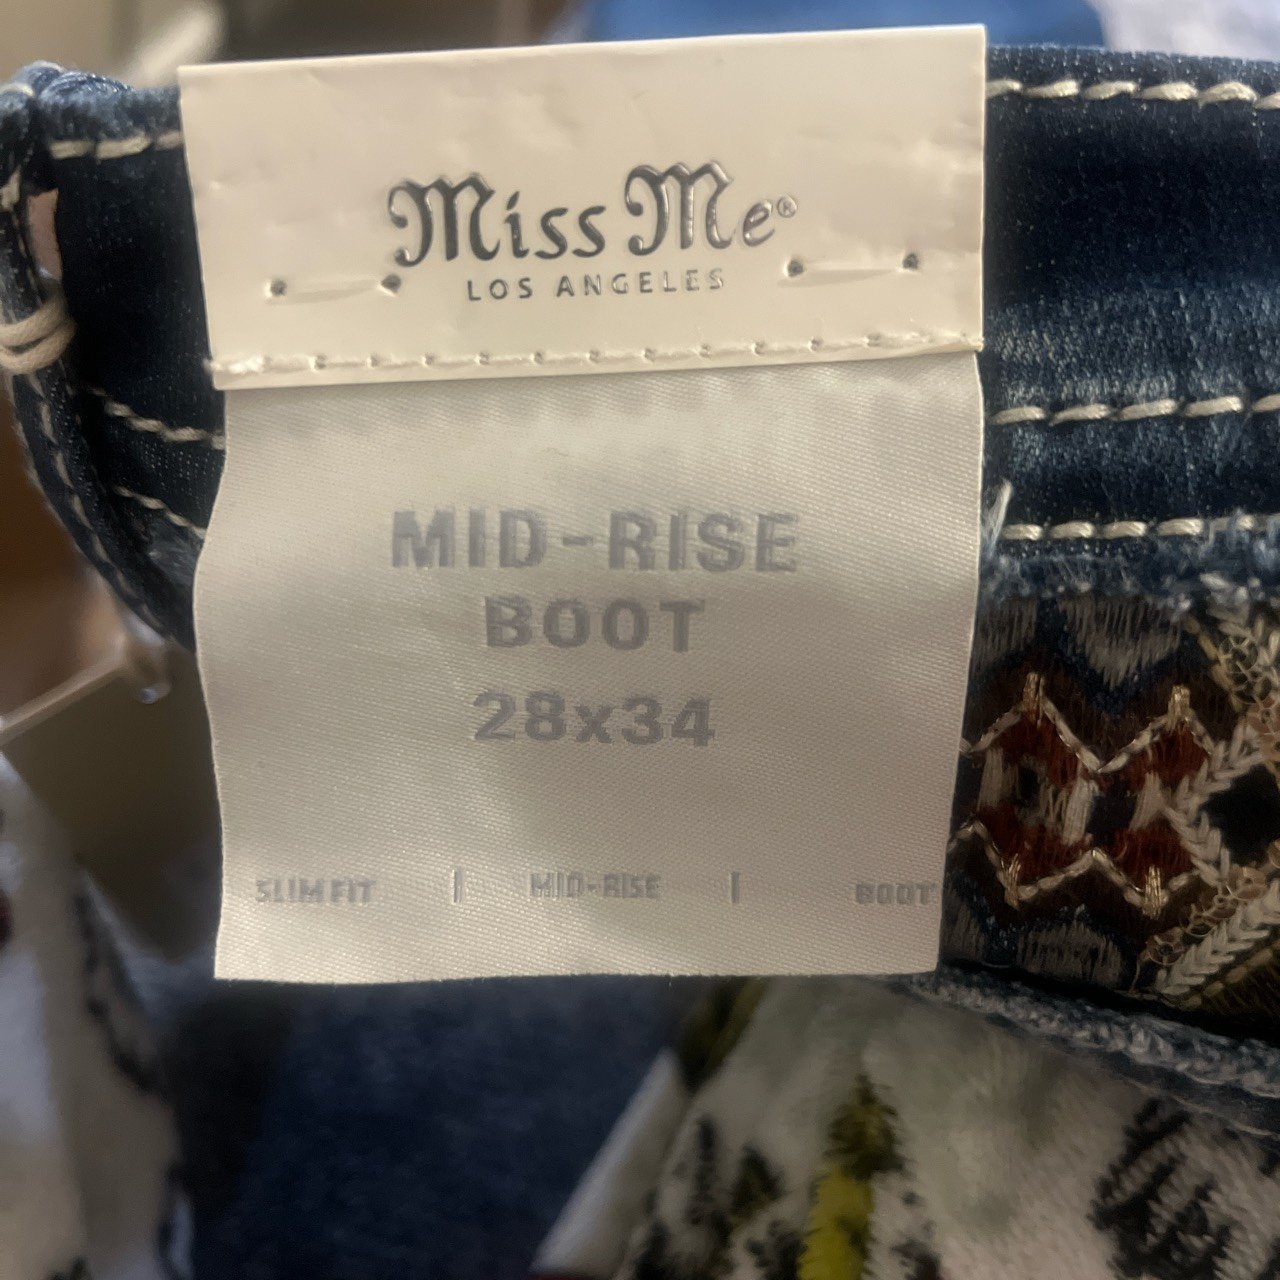 Miss Me®
LOS ANGELES
MID-RISE
BOOT
28x34
SLIM FIT | MID-RISE | BOOT